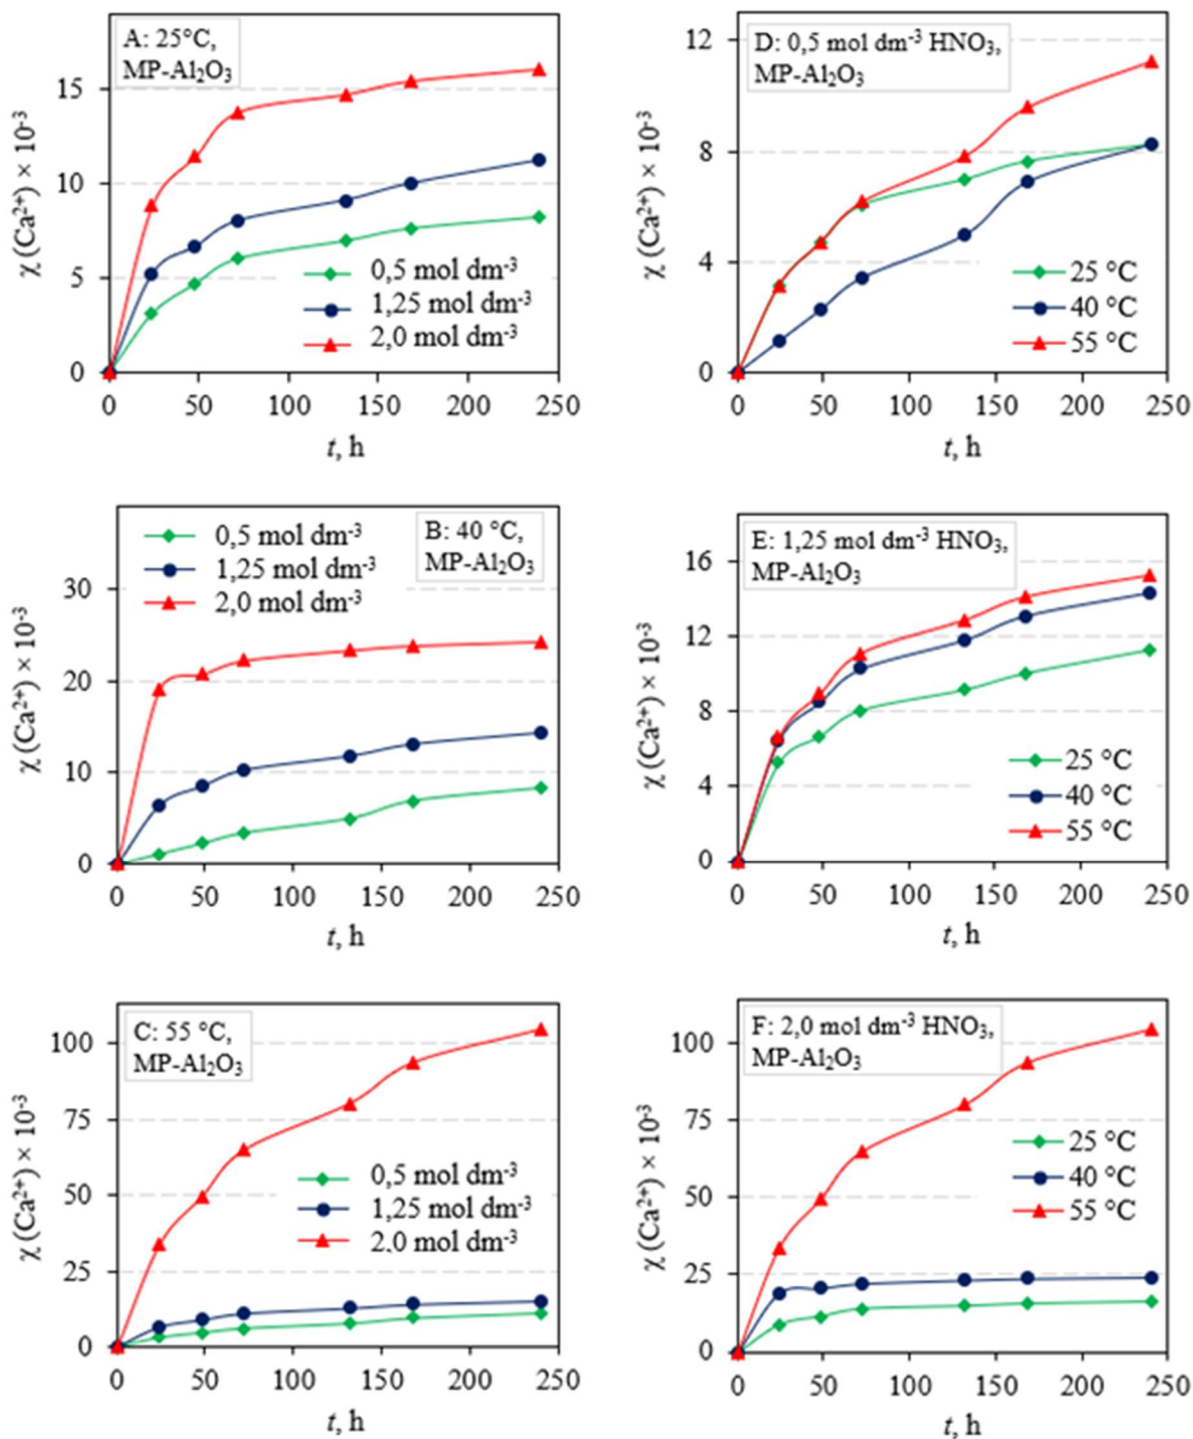 A: 25°C,
MP-Al₂O₃
χ (Ca²⁺) × 10⁻³
15
10
5
0
0 50 100 150 200 250
t, h
0,5 mol dm⁻³
1,25 mol dm⁻³
2,0 mol dm⁻³
D: 0,5 mol dm⁻³ HNO₃,
MP-Al₂O₃
χ (Ca²⁺) × 10⁻³
12
8
4
0
0 50 100 150 200 250
t, h
25 °C
40 °C
55 °C
B: 40 °C,
MP-Al₂O₃
0,5 mol dm⁻³
1,25 mol dm⁻³
2,0 mol dm⁻³
χ (Ca²⁺) × 10⁻³
30
20
10
0
0 50 100 150 200 250
t, h
E: 1,25 mol dm⁻³ HNO₃,
MP-Al₂O₃
χ (Ca²⁺) × 10⁻³
16
12
8
4
0
0 50 100 150 200 250
t, h
25 °C
40 °C
55 °C
C: 55 °C,
MP-Al₂O₃
χ (Ca²⁺) × 10⁻³
100
75
50
25
0
0 50 100 150 200 250
t, h
0,5 mol dm⁻³
1,25 mol dm⁻³
2,0 mol dm⁻³
F: 2,0 mol dm⁻³ HNO₃,
MP-Al₂O₃
χ (Ca²⁺) × 10⁻³
100
75
50
25
0
0 50 100 150 200 250
t, h
25 °C
40 °C
55 °C